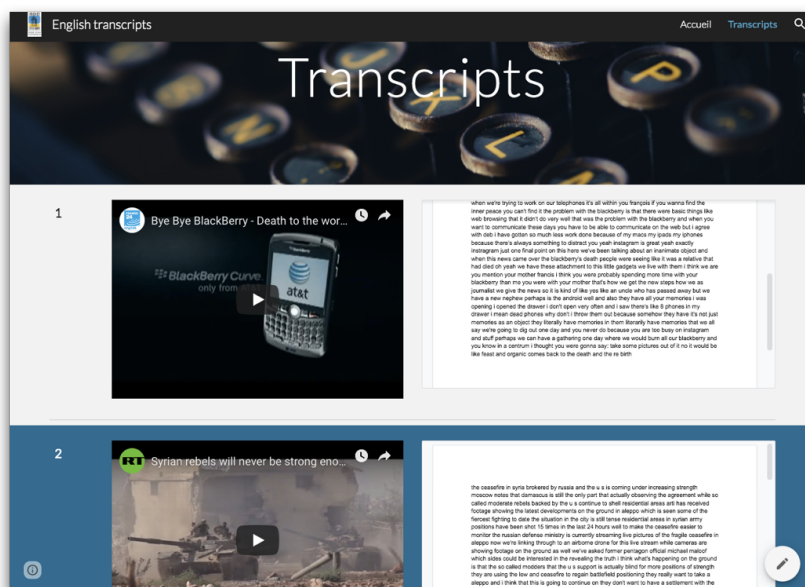 English transcripts
Accueil
Transcripts
Transcripts
1
Bye Bye BlackBerry - Death to the wor...
BlackBerry Curve
only from
at&t
when we're trying to work on our telephones it's all within you françois if you wanna find the
inner peace you can't find it the problem with the blackberry is that there were basic things like
web browsing that it didn't do very well that was the problem with the blackberry and when you
want to communicate these days you have to be able to communicate on the web but i agree
with deb i have gotten so much less work done because of my macs my ipads my iphones
because there's always something to distract you yeah instagram is great yeah exactly
instragram just one final point on this here we've been talking about an inanimate object and
when this news came over the blackberry's death people were seeing like it was a relative that
had died oh yeah we have these attachment to this little gadgets we live with them i think we are
you mention your mother francis i think you were probably spending more time with your
blackberry than me you were with your mother that's how we get the new steps how we as
journalist we give the news so it is kind of like yes like an uncle who has passed away but we
have a new nephew perhaps is the android well and also they have all your memories i was
opening i opened the drawer i don't open very often and i saw there's like 8 phones in my
drawer i mean dead phones why don't i throw them out because somehow they have it's not just
memories as an object they literally have memories in them literarily have memories that we all
say we're going to dig out one day and you never do because you are too busy on instagram
and stuff perhaps we can have a gathering one day where we would burn all our blackberry and
you know in a centrum i thought you were gonna say: take some pictures out of it no it would be
like feast and organic comes back to the death and the re birth
2
RT
Syrian rebels will never be strong eno...
the ceasefire in syria brokered by russia and the u s is coming under increasing strength
moscow notes that damascus is still the only part that actually observing the agreement while so
called moderate rebels backed by the u s continue to shell residential areas arti has received
footage showing the latest developments on the ground in aleppo which is seen some of the
fiercest fighting to date the situation in the city is still tense residential areas in syrian army
positions have been shot 15 times in the last 24 hours well to make the ceasefire easier to
monitor the russian defense ministry is currently streaming live pictures of the fragile ceasefire in
aleppo now we're linking through to an airborne drone for this live stream while cameras are
showing footage on the ground as well we've asked former pentagon official michael maloof
which sides could be interested in the revealing the truth i think what's happening on the ground
is that the so called modders that the u s support is actually blind for more positions of strength
they are using the low and ceasefire to regain battlefield positioning they really want to take a
aleppo and i think that this is going to continue on they don't want to have a settlement with the